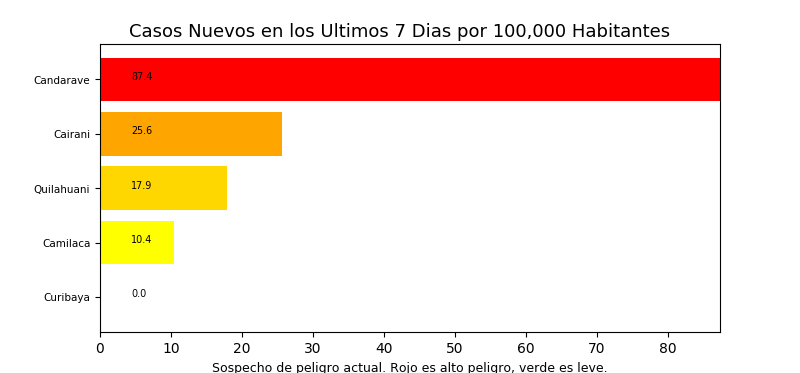 Casos Nuevos en los Ultimos 7 Dias por 100,000 Habitantes
Candarave 87.4
Cairani 25.6
Quilahuani 17.9
Camilaca 10.4
Curibaya 0.0
0 10 20 30 40 50 60 70 80
Sospecho de peligro actual. Rojo es alto peligro, verde es leve.